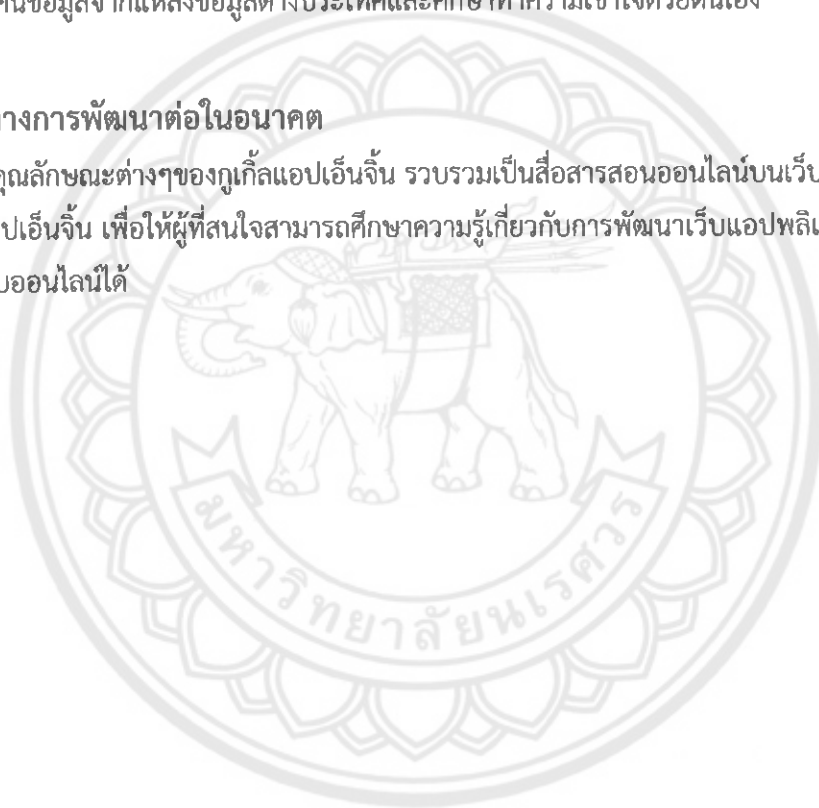 ค้นข้อมูลจากแหล่งข้อมูลต่างประเทศและศึกษาทำความเข้าใจด้วยตนเอง
างการพัฒนาต่อในอนาคต
คุณลักษณะต่างๆของกูเกิ้ลแอปเอ็นจิ้น รวบรวมเป็นสื่อสารสอนออนไลน์บนเว็บ
ปเอ็นจิ้น เพื่อให้ผู้ที่สนใจสามารถศึกษาความรู้เกี่ยวกับการพัฒนาเว็บแอปพลิเ
บออนไลน์ได้
มหาวิทยาลัยนเรศวร